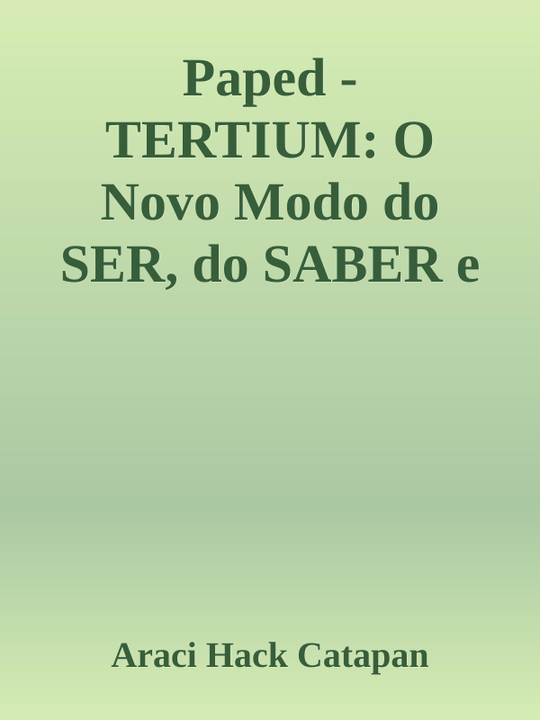 Paped -
TERTIUM: O
Novo Modo do
SER, do SABER e
Araci Hack Catapan